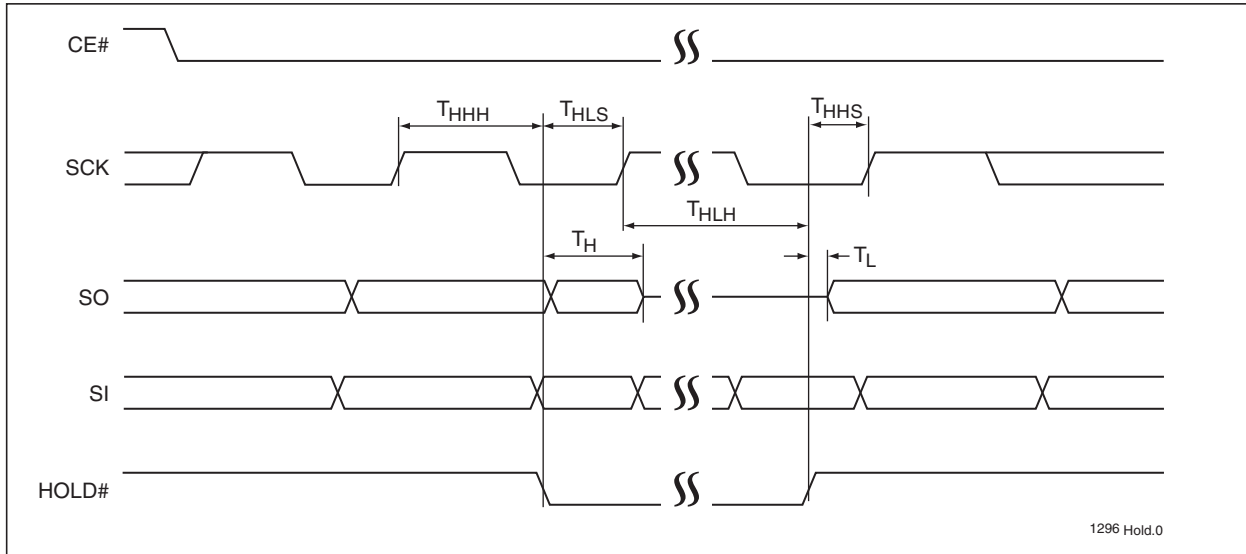 CE#
THHH
THLS
THHS
SCK
THLH
TH
TL
SO
SI
HOLD#
1296 Hold.0